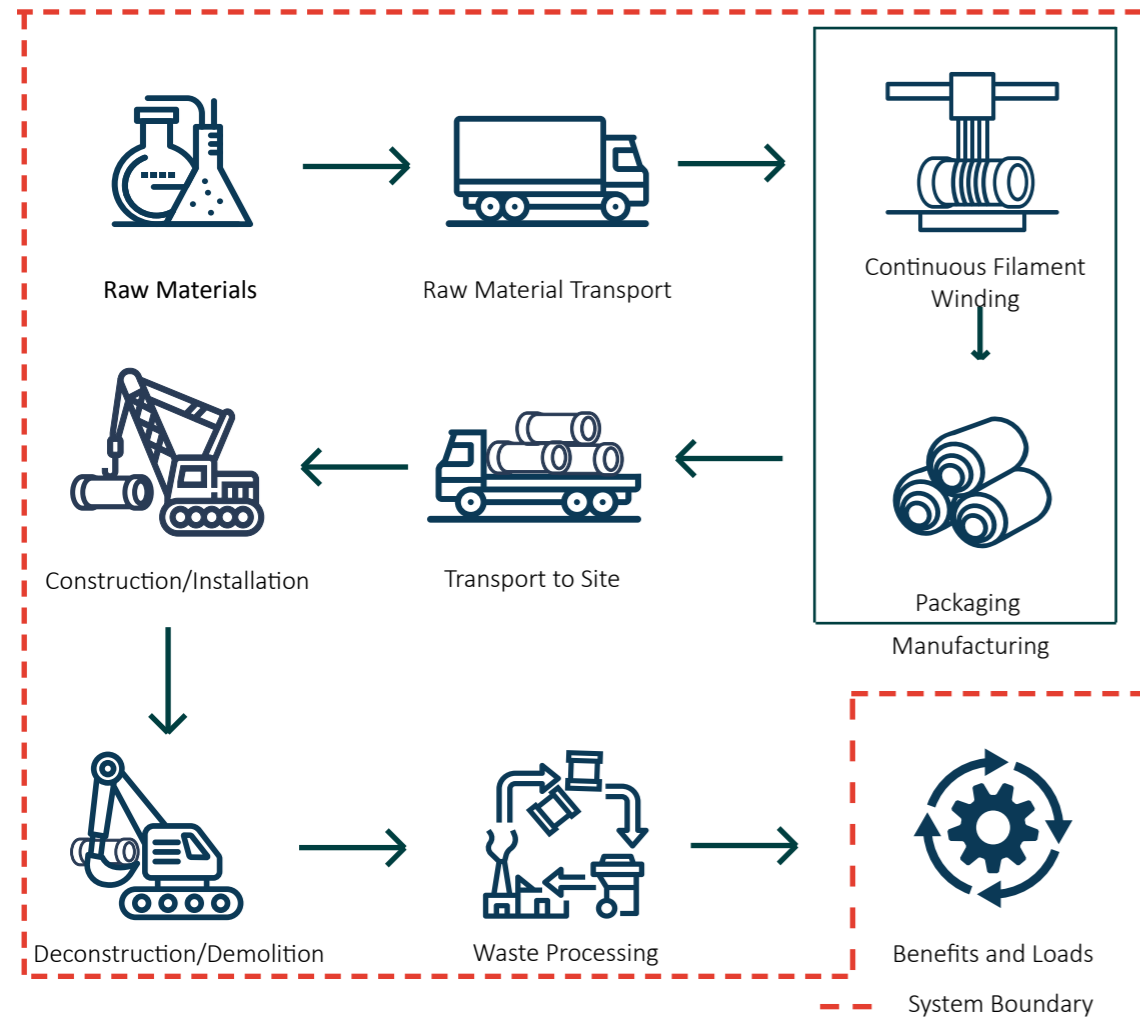 Raw Materials
Raw Material Transport
Continuous Filament
Winding
Construction/Installation
Transport to Site
Packaging
Manufacturing
Deconstruction/Demolition
Waste Processing
Benefits and Loads
System Boundary